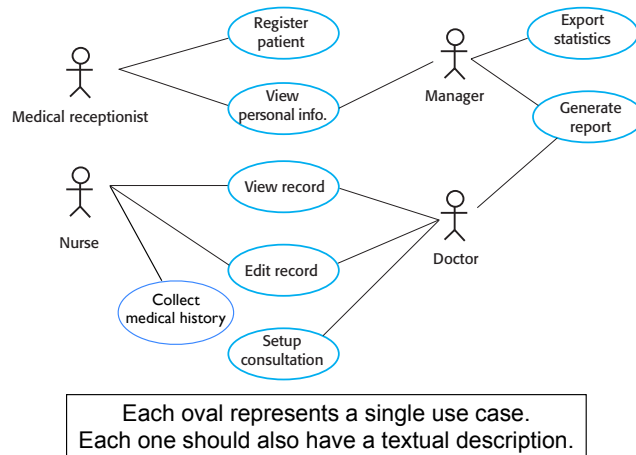 Register
patient
Export
statistics
Medical receptionist
View
personal info.
Manager
Generate
report
Nurse
View record
Doctor
Edit record
Collect
medical history
Setup
consultation
Each oval represents a single use case.
Each one should also have a textual description.